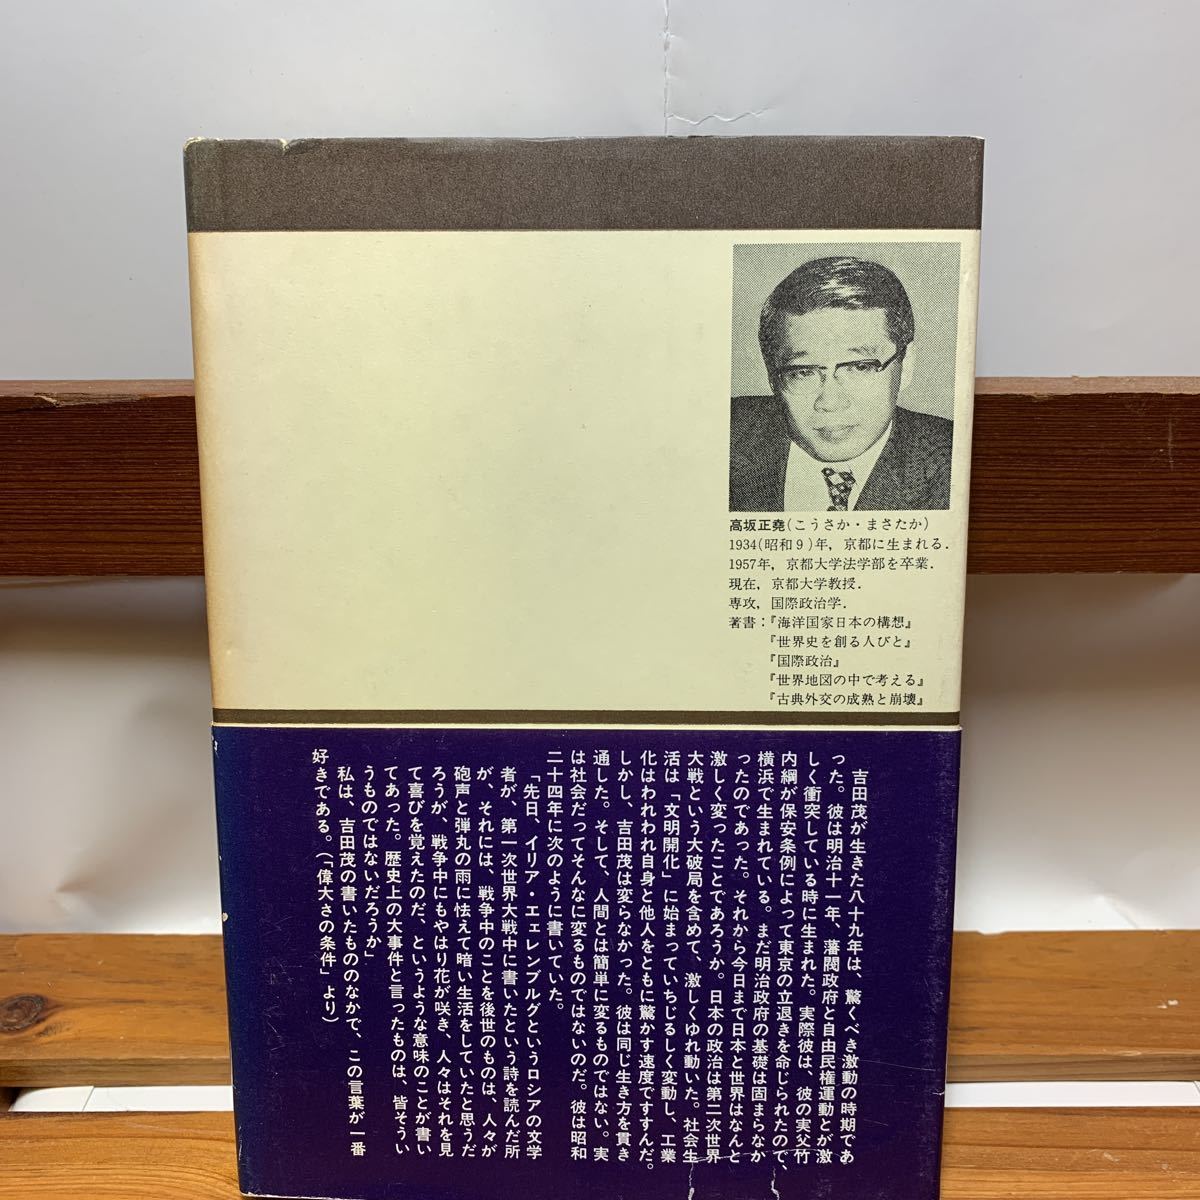 高坂正堯(こうさか・まさたか)
1934(昭和9)年，京都に生まれる．
1957年，京都大学法学部を卒業．
現在，京都大学教授．
専攻，国際政治学．
著書：『海洋国家日本の構想』
『世界史を創る人びと』
『国際政治』
『世界地図の中で考える』
『古典外交の成熟と崩壊』
吉田茂が生きた八十九年は、驚くべき激動の時期であ
った。彼は明治十一年、藩閥政府と自由民権運動とが激
しく衝突している時に生まれた。実際彼は、彼の実父竹
内綱が保安条例によって東京の立退きを命じられたので、
横浜で生まれている。まだ明治政府の基礎は固まらなか
ったのであった。それから今日まで日本と世界はなんと
激しく変ったことであろうか。日本の政治は第二次世界
大戦という大破局を含めて、激しくゆれ動いた。社会生
活は「文明開化」に始まっていちじるしく変動し、工業
化はわれわれ自身と他人をともに驚かす速度ですすんだ。
しかし、吉田茂は変らなかった。彼は同じ生き方を貫き
通した。そして、人間とは簡単に変るものではない。実
は社会だってそんなに変るものではないのだ。彼は昭和
二十四年に次のように書いていた。
「先日、イリア・エレンブルグというロシアの文学
者が、第一次世界大戦中に書いたという詩を読んだ所
が、それには、戦争中のことを後世のものは、人々が
砲声と弾丸の雨に怯えて暗い生活をしていたと思うだ
ろうが、戦争中にもやはり花が咲き、人々はそれを見
て喜びを覚えたのだ、というような意味のことが書い
てあった。歴史上の大事件と言ったものは、皆そうい
うものではないだろうか」
私は、吉田茂の書いたもののなかで、この言葉が一番
好きである。（「偉大さの条件」より）